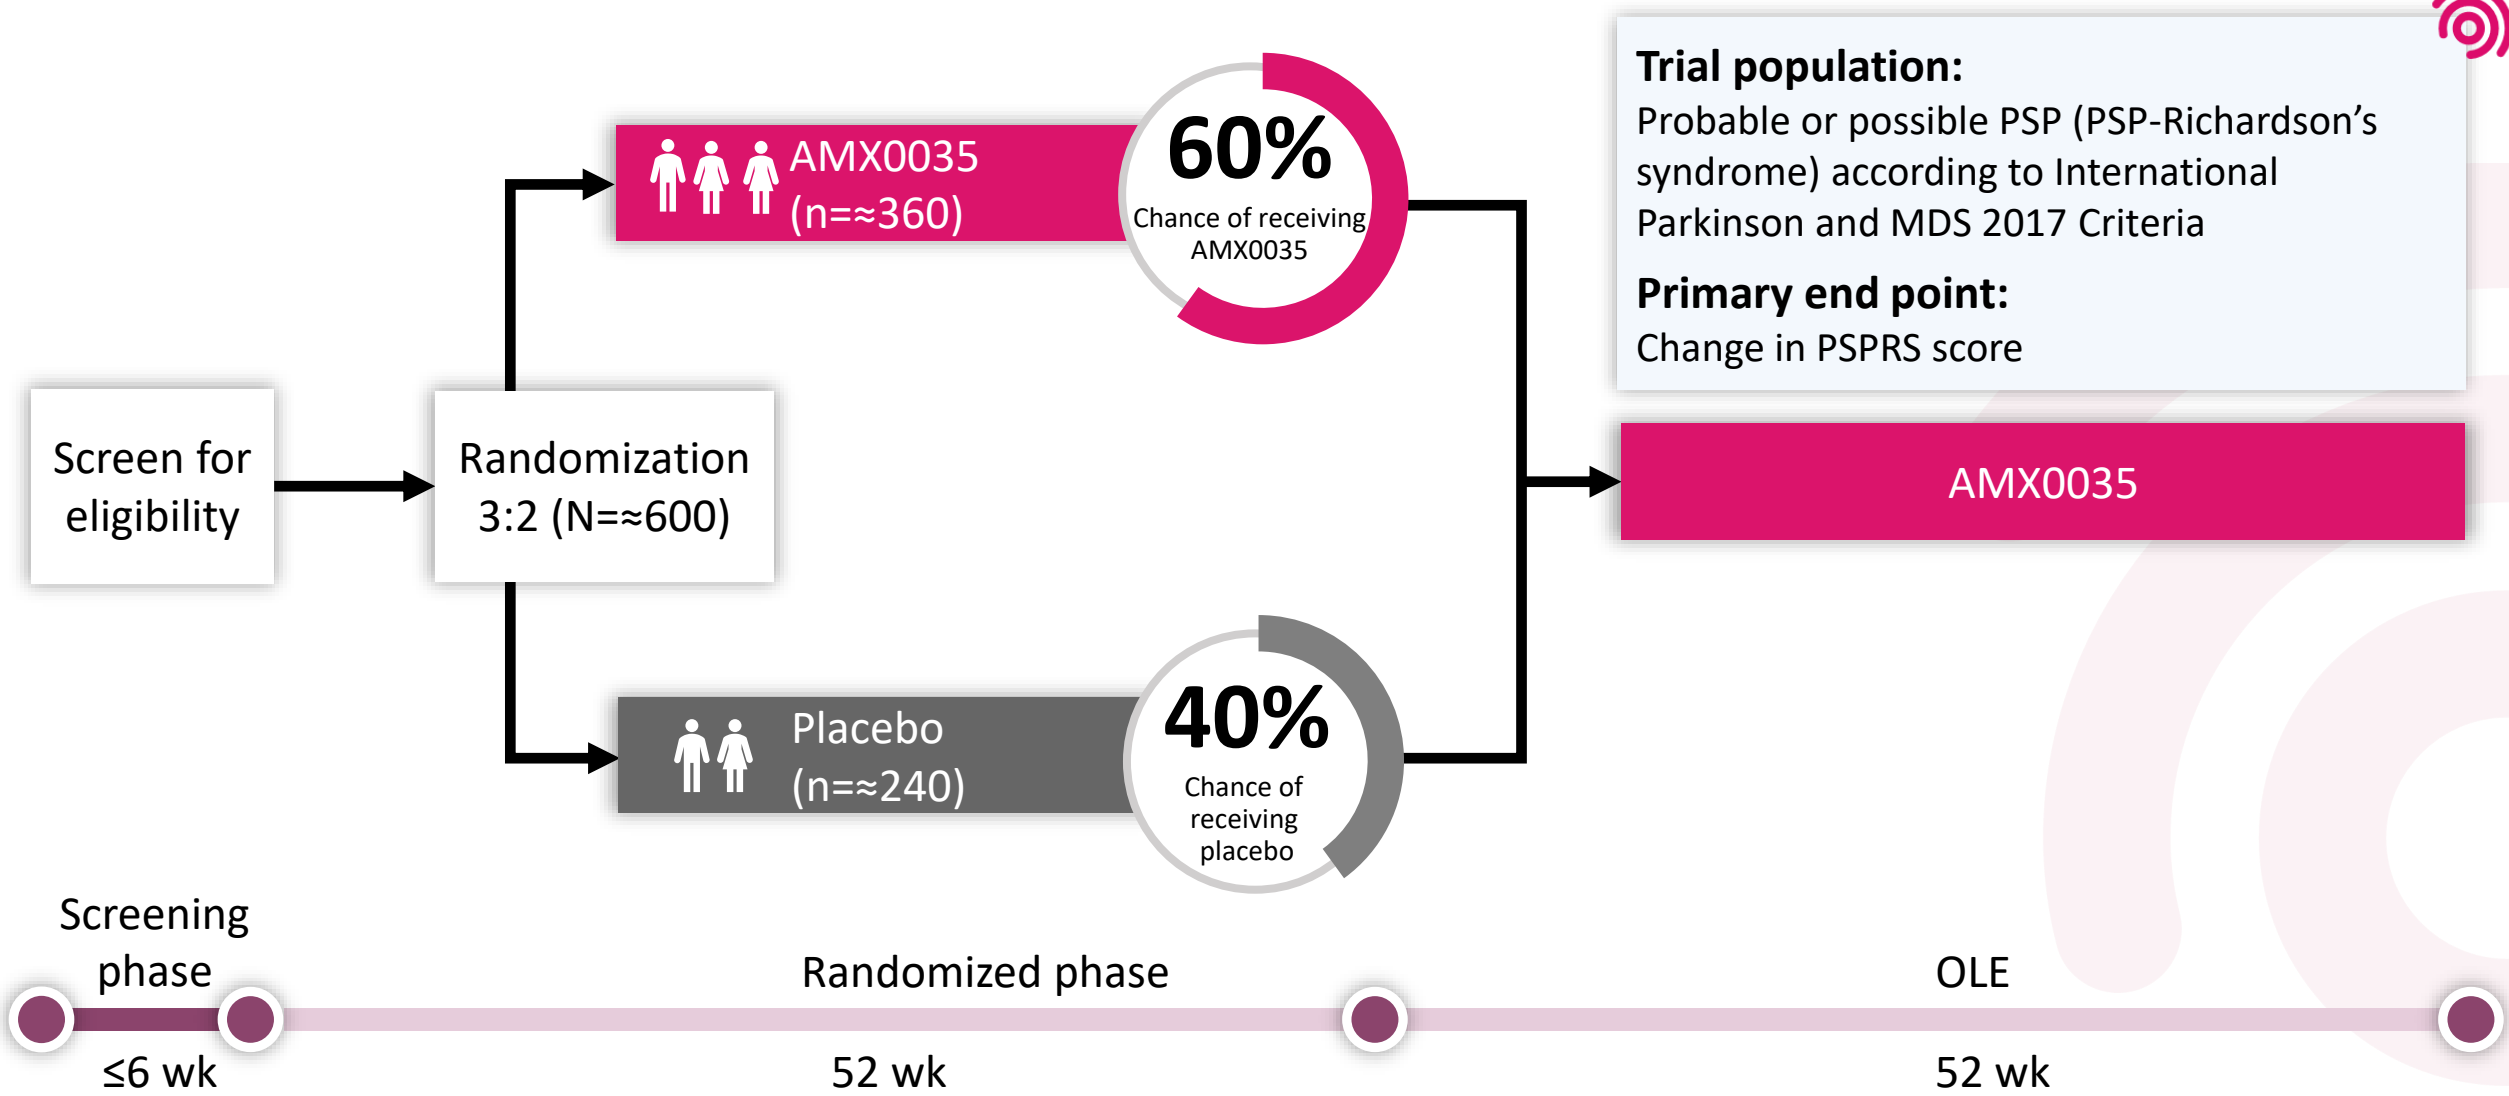 Trial population:
Probable or possible PSP (PSP-Richardson’s
syndrome) according to International
Parkinson and MDS 2017 Criteria
Primary end point:
Change in PSPRS score
Screen for
eligibility
Randomization
3:2 (N=≈600)
AMX0035
(n=≈360)
60%
Chance of receiving
AMX0035
Placebo
(n=≈240)
40%
Chance of
receiving
placebo
AMX0035
Screening
phase
≤6 wk
Randomized phase
52 wk
OLE
52 wk